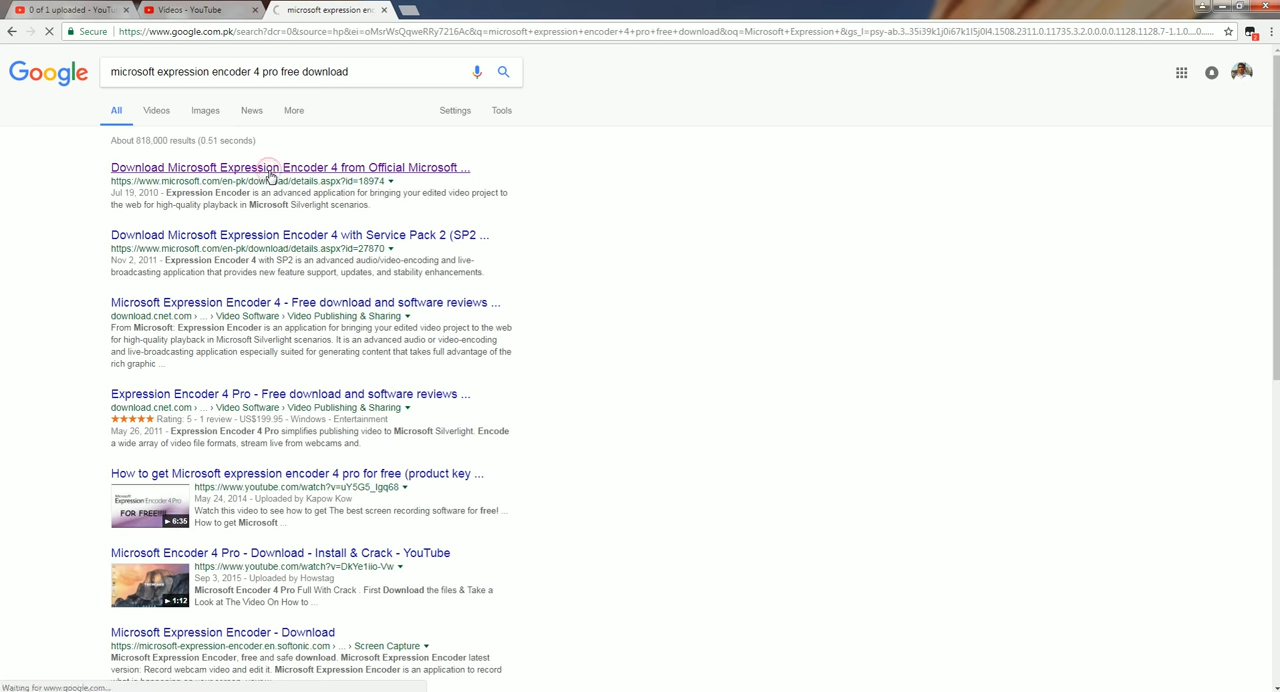 0 of 1 uploaded - YouTu
Videos - YouTube
microsoft expression enc
Secure
https://www.google.com.pk/search?dcr=0&source=hp&ei=oMsrWsQqweRRy7216Ac&q=microsoft+expression+encoder+4+pro+free+download&oq=Microsoft+Expression+&gs_l=psy-ab.3..35i39k1j0i67k1l5j0l4.1508.2311.0.11735.3.2.0.0.0.0.1128.1128.7-1.1.0....0....
Google
microsoft expression encoder 4 pro free download
All Videos Images News More Settings Tools
About 818,000 results (0.51 seconds)
Download Microsoft Expression Encoder 4 from Official Microsoft ...
https://www.microsoft.com/en-pk/download/details.aspx?id=18974
Jul 19, 2010 - Expression Encoder is an advanced application for bringing your edited video project to
the web for high-quality playback in Microsoft Silverlight scenarios.
Download Microsoft Expression Encoder 4 with Service Pack 2 (SP2 ...
https://www.microsoft.com/en-pk/download/details.aspx?id=27870
Nov 2, 2011 - Expression Encoder 4 with SP2 is an advanced audio/video-encoding and live-
broadcasting application that provides new feature support, updates, and stability enhancements.
Microsoft Expression Encoder 4 - Free download and software reviews ...
download.cnet.com › ... › Video Software › Video Publishing & Sharing
From Microsoft: Expression Encoder is an application for bringing your edited video project to the web
for high-quality playback in Microsoft Silverlight scenarios. It is an advanced audio or video-encoding
and live-broadcasting application especially suited for generating content that takes full advantage of the
rich graphic ...
Expression Encoder 4 Pro - Free download and software reviews ...
download.cnet.com › ... › Video Software › Video Publishing & Sharing
Rating: 5 - 1 review - US$199.95 - Windows - Entertainment
May 26, 2011 - Expression Encoder 4 Pro simplifies publishing video to Microsoft Silverlight. Encode
a wide array of video file formats, stream live from webcams and.
How to get Microsoft expression encoder 4 pro for free (product key ...
https://www.youtube.com/watch?v=uY5G5_Igq68
May 24, 2014 - Uploaded by Kapow Kow
Watch this video to see how to get The best screen recording software for free! ...
How to get Microsoft ...
Expression Encoder 4 Pro
FOR FREE!!!!
6:35
Microsoft Encoder 4 Pro - Download - Install & Crack - YouTube
https://www.youtube.com/watch?v=DkYe1Iio-Vw
Sep 3, 2015 - Uploaded by Howstag
Microsoft Encoder 4 Pro Full With Crack . First Download the files & Take a
Look at The Video On How to ...
1:12
Microsoft Expression Encoder - Download
https://microsoft-expression-encoder.en.softonic.com › ... › Screen Capture
Microsoft Expression Encoder, free and safe download. Microsoft Expression Encoder latest
version: Record webcam video and edit it. Microsoft Expression Encoder is an application to record
Waiting for www.google.com...